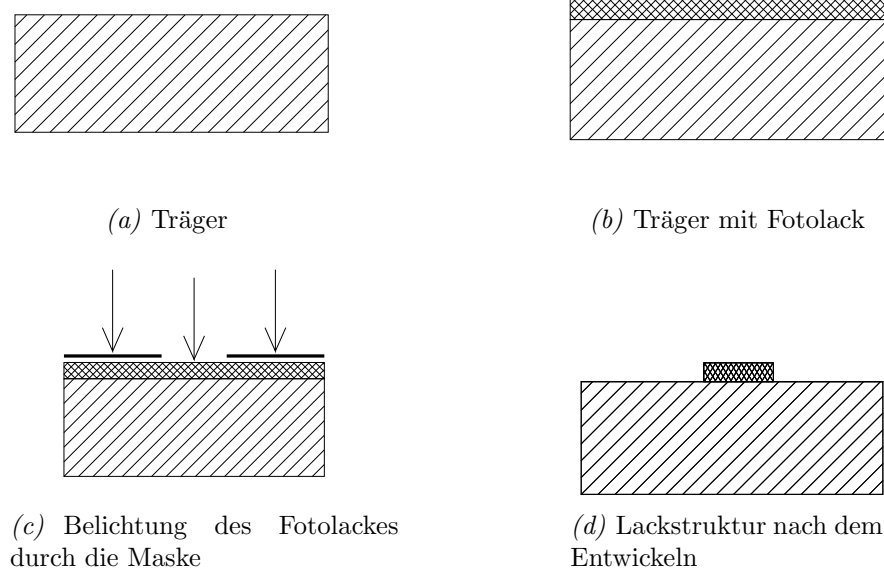 (a) Träger
(b) Träger mit Fotolack
(c) Belichtung des Fotolackes
durch die Maske
(d) Lackstruktur nach dem
Entwickeln